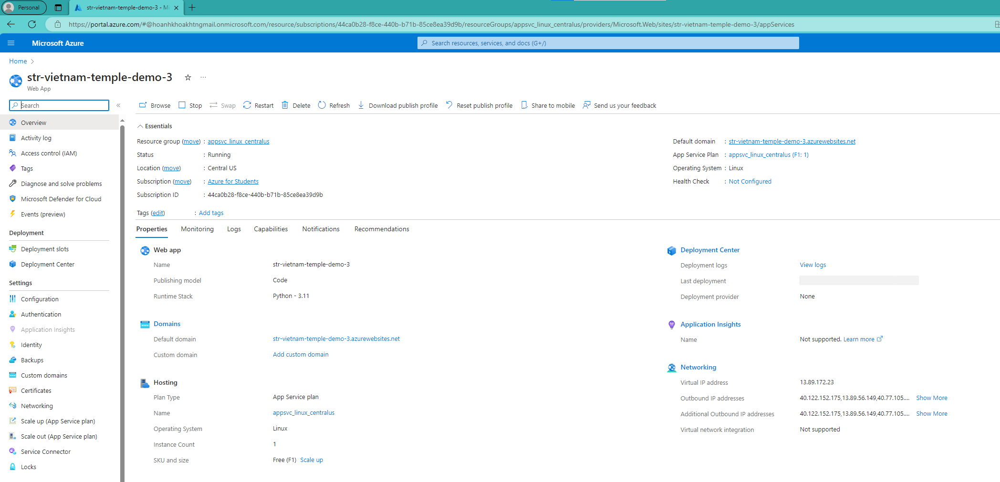 Personal
str-vietnam-temple-demo-3 - Mi
https://portal.azure.com/#@hoanhkhoakhtngmail.onmicrosoft.com/resource/subscriptions/44ca0b28-f8ce-440b-b71b-85ce8ea39d9b/resourceGroups/appsvc_linux_centralus/providers/Microsoft.Web/sites/str-vietnam-temple-demo-3/appServices
Microsoft Azure
Search resources, services, and docs (G+/)
Home
str-vietnam-temple-demo-3
Web App
Search
Browse Stop Swap Restart Delete Refresh Download publish profile Reset publish profile Share to mobile Send us your feedback
Overview
Activity log
Access control (IAM)
Tags
Diagnose and solve problems
Microsoft Defender for Cloud
Events (preview)
Deployment
Deployment slots
Deployment Center
Settings
Configuration
Authentication
Application Insights
Identity
Backups
Custom domains
Certificates
Networking
Scale up (App Service plan)
Scale out (App Service plan)
Service Connector
Locks
Essentials
Resource group (move) : appsvc_linux_centralus
Status : Running
Location (move) : Central US
Subscription (move) : Azure for Students
Subscription ID : 44ca0b28-f8ce-440b-b71b-85ce8ea39d9b
Tags (edit) : Add tags
Default domain : str-vietnam-temple-demo-3.azurewebsites.net
App Service Plan : appsvc_linux_centralus (F1: 1)
Operating System : Linux
Health Check : Not Configured
Properties Monitoring Logs Capabilities Notifications Recommendations
Web app
Name str-vietnam-temple-demo-3
Publishing model Code
Runtime Stack Python - 3.11
Domains
Default domain str-vietnam-temple-demo-3.azurewebsites.net
Custom domain Add custom domain
Hosting
Plan Type App Service plan
Name appsvc_linux_centralus
Operating System Linux
Instance Count 1
SKU and size Free (F1) Scale up
Deployment Center
Deployment logs View logs
Last deployment
Deployment provider None
Application Insights
Name Not supported. Learn more
Networking
Virtual IP address 13.89.172.23
Outbound IP addresses 40.122.152.175,13.89.56.149,40.77.105.... Show More
Additional Outbound IP addresses 40.122.152.175,13.89.56.149,40.77.105.... Show More
Virtual network integration Not supported